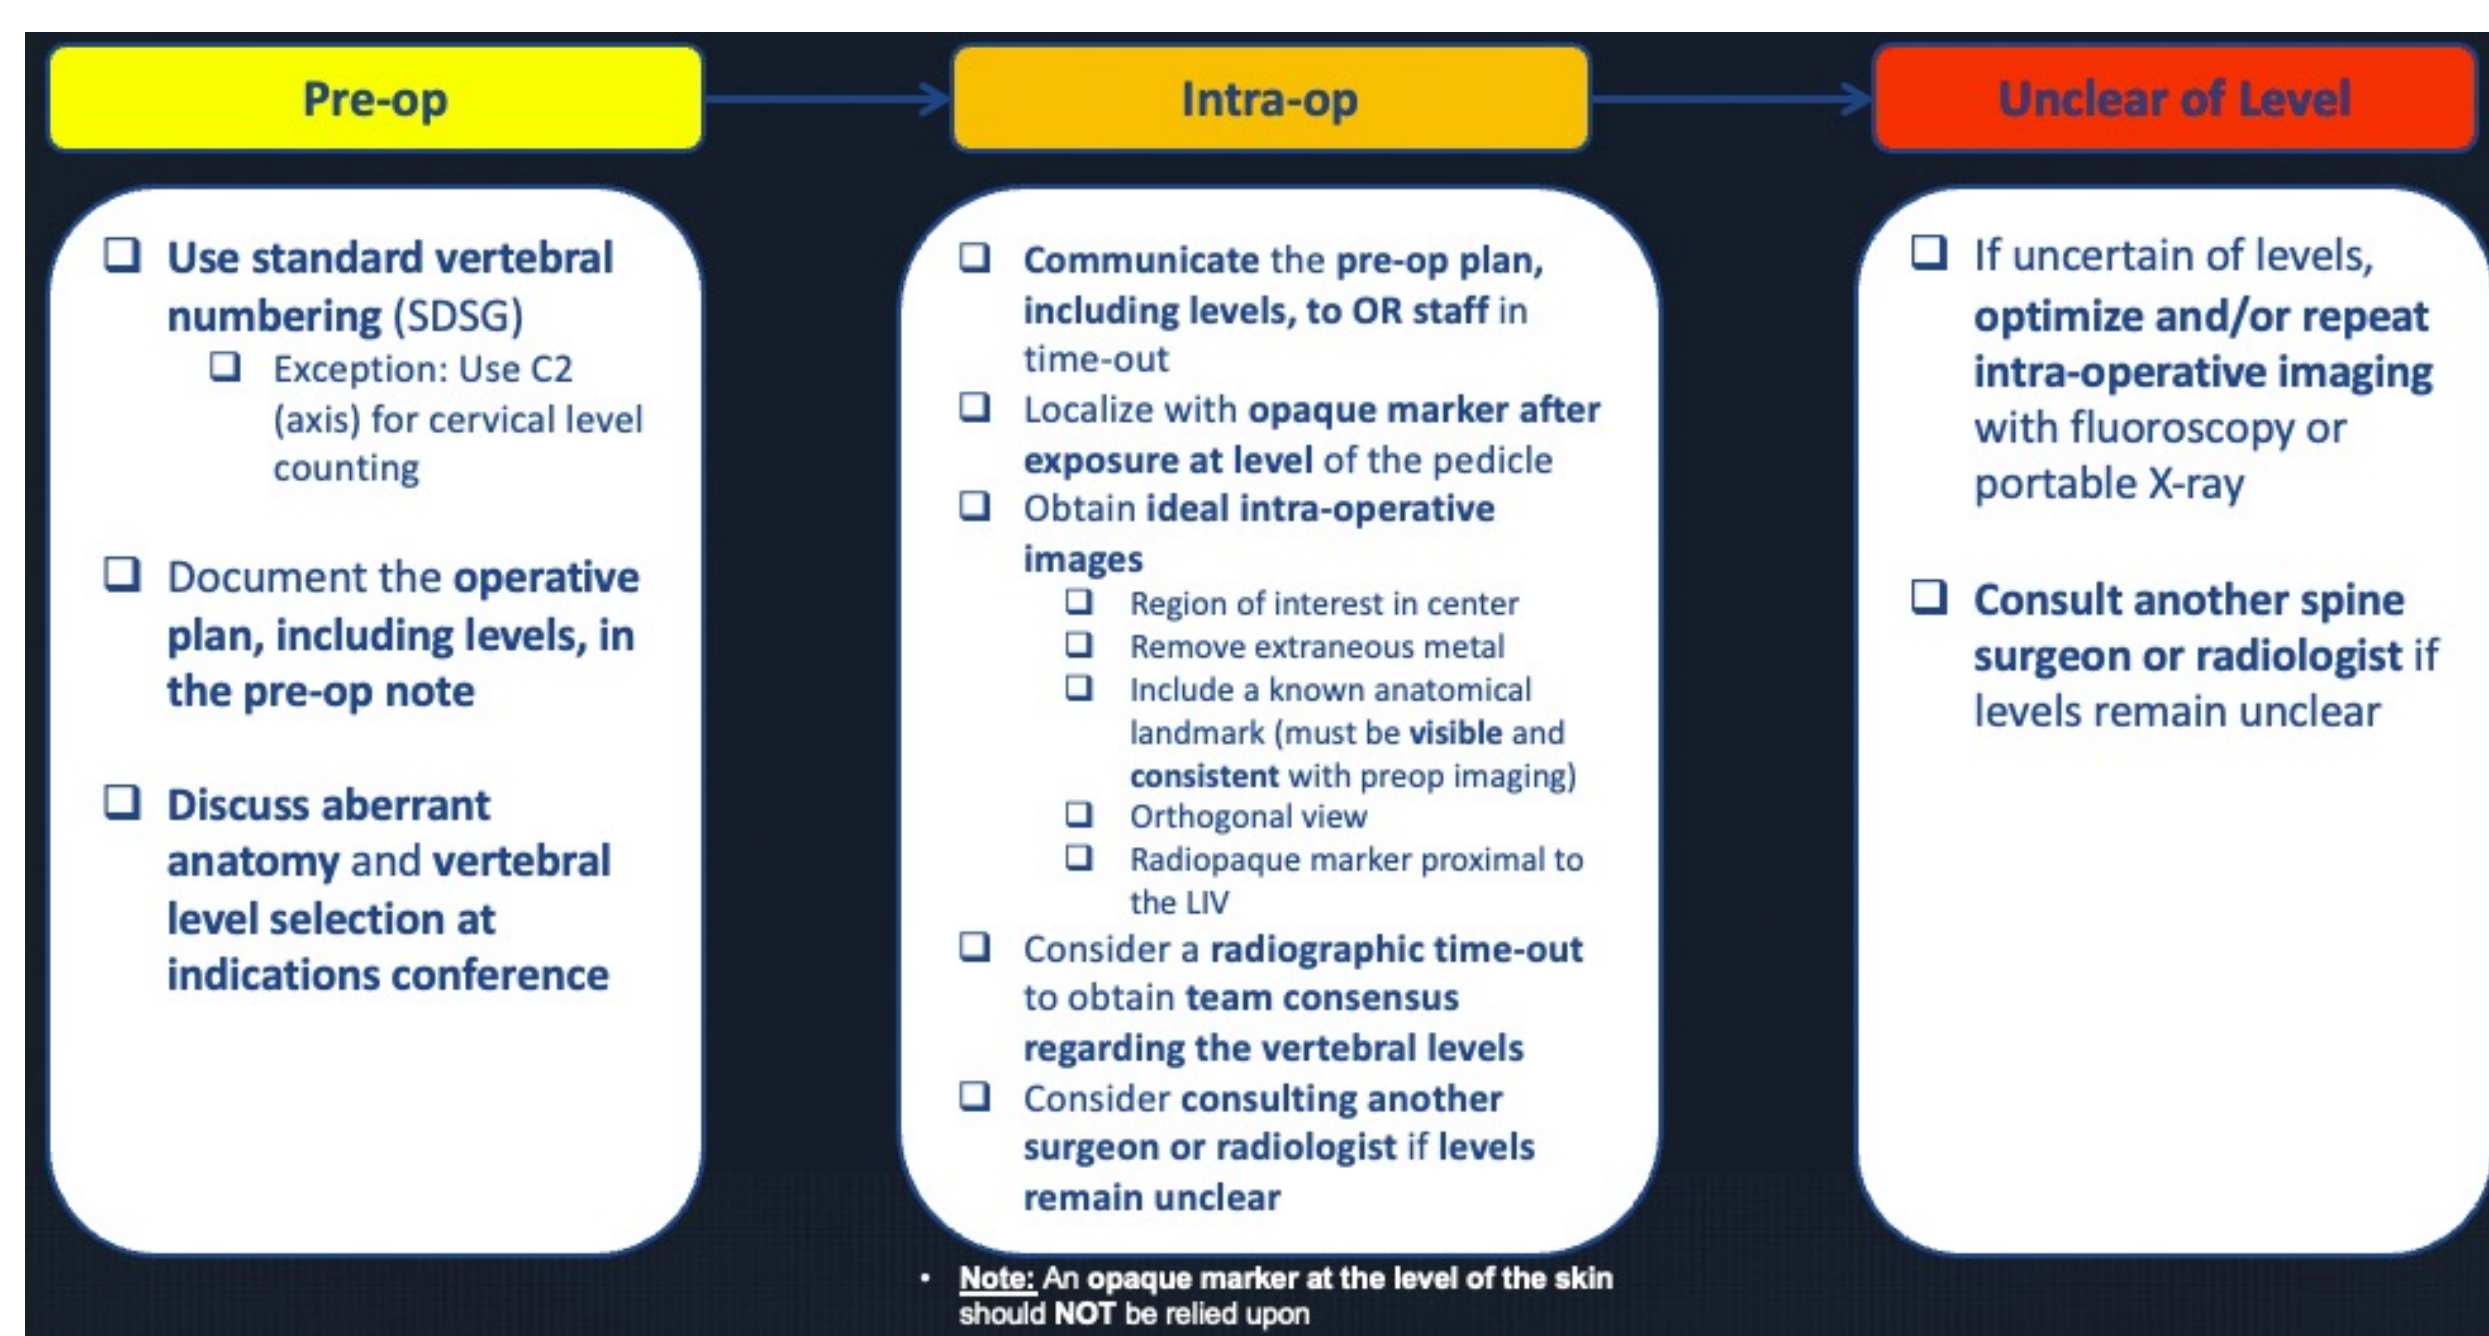 Pre-op
Use standard vertebral
numbering (SDSG)
Exception: Use C2
(axis) for cervical level
counting
Document the operative
plan, including levels, in
the pre-op note
Discuss aberrant
anatomy and vertebral
level selection at
indications conference
Intra-op
Communicate the pre-op plan,
including levels, to OR staff in
time-out
Localize with opaque marker after
exposure at level of the pedicle
Obtain ideal intra-operative
images
Region of interest in center
Remove extraneous metal
Include a known anatomical
landmark (must be visible and
consistent with preop imaging)
Orthogonal view
Radiopaque marker proximal to
the LIV
Consider a radiographic time-out
to obtain team consensus
regarding the vertebral levels
Consider consulting another
surgeon or radiologist if levels
remain unclear
• Note: An opaque marker at the level of the skin
should NOT be relied upon
Unclear of Level
If uncertain of levels,
optimize and/or repeat
intra-operative imaging
with fluoroscopy or
portable X-ray
Consult another spine
surgeon or radiologist if
levels remain unclear